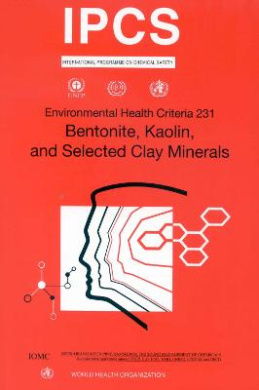 IPCS
INTERNATIONAL PROGRAMME ON CHEMICAL SAFETY
UNEP
Environmental Health Criteria 231
Bentonite, Kaolin,
and Selected Clay Minerals
IOMC
WORLD HEALTH ORGANIZATION